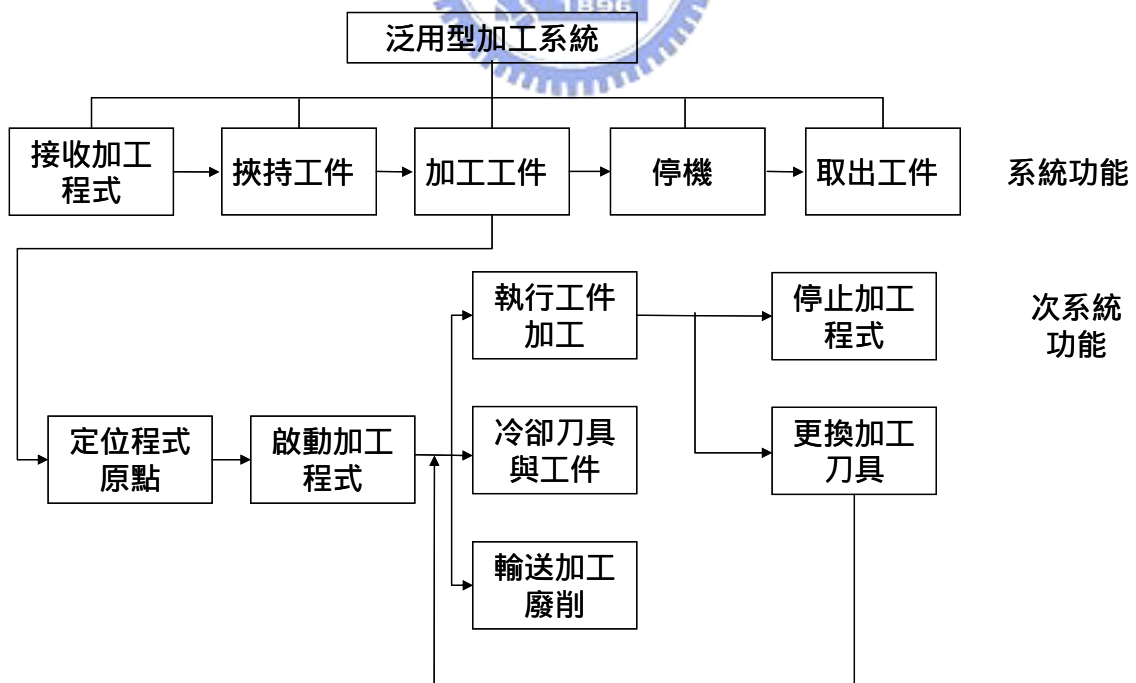 1896
泛用型加工系統
接收加工
程式
挾持工件
加工工件
停機
取出工件
系統功能
執行工件
加工
停止加工
程式
次系統
功能
定位程式
原點
啟動加工
程式
冷卻刀具
與工件
更換加工
刀具
輸送加工
廢削